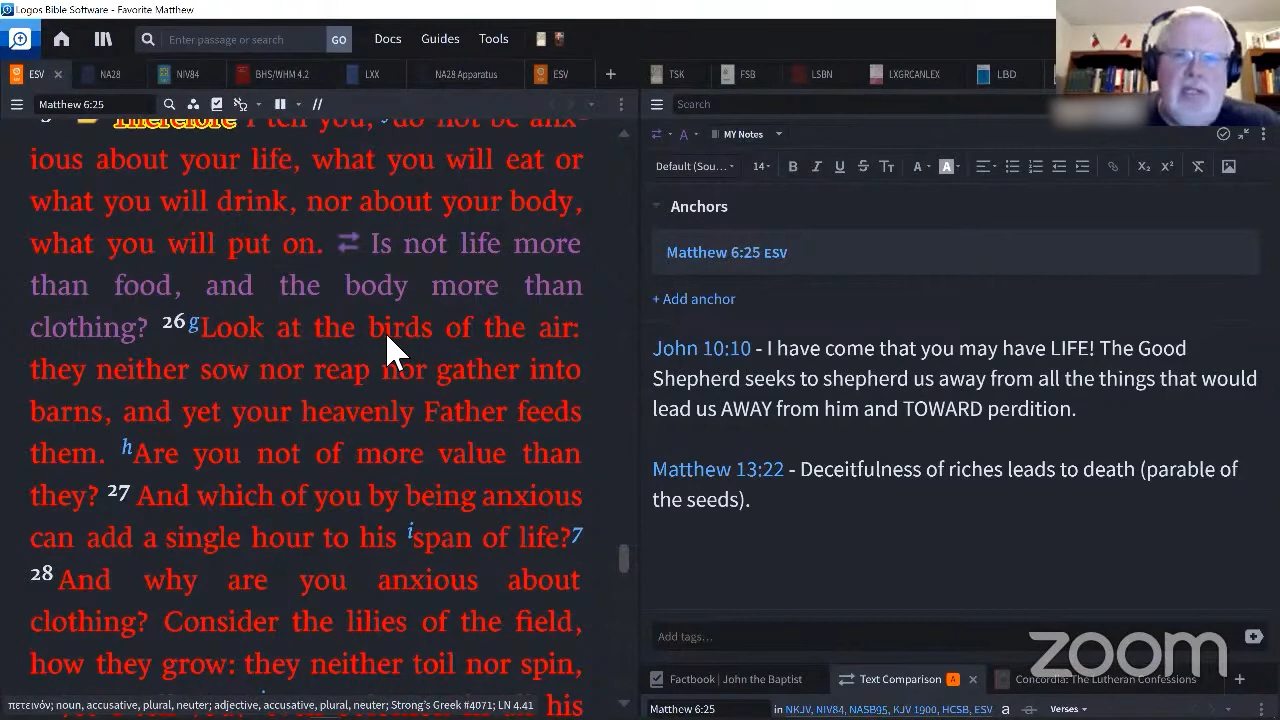 Logos Bible Software - Favorite Matthew
Enter passage or search
GO
Docs
Guides
Tools
ESV
NA28
NIV84
BHS/WHM 4.2
LXX
NA28 Apparatus
ESV
TSK
FSB
LSBN
LXGRCANLEX
LBD
Matthew 6:25
Search
MY Notes
Default (Sou...
14
B I U S TT A A X₂ X²
Therefore I tell you, do not be anx-
ious about your life, what you will eat or
what you will drink, nor about your body,
what you will put on. Is not life more
than food, and the body more than
clothing? 26 g Look at the birds of the air:
they neither sow nor reap nor gather into
barns, and yet your heavenly Father feeds
them. h Are you not of more value than
they? 27 And which of you by being anxious
can add a single hour to his i span of life? 7
28 And why are you anxious about
clothing? Consider the lilies of the field,
how they grow: they neither toil nor spin,
his
πετεινόν; noun, accusative, plural, neuter; adjective, accusative, plural, neuter; Strong's Greek #4071; LN 4.41
Anchors
Matthew 6:25 ESV
+ Add anchor
John 10:10 - I have come that you may have LIFE! The Good
Shepherd seeks to shepherd us away from all the things that would
lead us AWAY from him and TOWARD perdition.
Matthew 13:22 - Deceitfulness of riches leads to death (parable of
the seeds).
Add tags...
zoom
Factbook | John the Baptist
Text Comparison A
Concordia: The Lutheran Confessions
Matthew 6:25
in NKJV, NIV84, NASB95, KJV 1900, HCSB, ESV
a
Verses